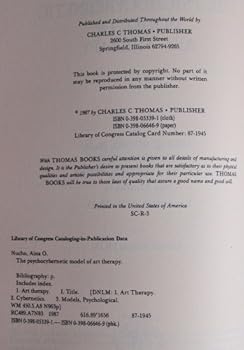 Published and Distributed Throughout the World by
CHARLES C THOMAS • PUBLISHER
2600 South First Street
Springfield, Illinois 62794-9265
This book is protected by copyright. No part of it
may be reproduced in any manner without written
permission from the publisher.
© 1987 by CHARLES C THOMAS • PUBLISHER
ISBN 0-398-05339-1 (cloth)
ISBN 0-398-06646-9 (paper)
Library of Congress Catalog Card Number: 87-1945
With THOMAS BOOKS careful attention is given to all details of manufacturing and
design. It is the Publisher's desire to present books that are satisfactory as to their physical
qualities and artistic possibilities and appropriate for their particular use. THOMAS
BOOKS will be true to those laws of quality that assure a good name and good will.
Printed in the United States of America
SC-R-3
Library of Congress Cataloging-in-Publication Data
Nucho, Aina O.
The psychocybernetic model of art therapy.
Bibliography: p.
Includes index.
1. Art therapy. I. Title. [DNLM: 1. Art Therapy.
2. Cybernetics. 3. Models, Psychological.
WM 450.5.A8 N965p]
RC489.A7N83 1987 616.89'1656 87-1945
ISBN 0-398-05339-1 ISBN 0-398-06646-9 (pbk.)